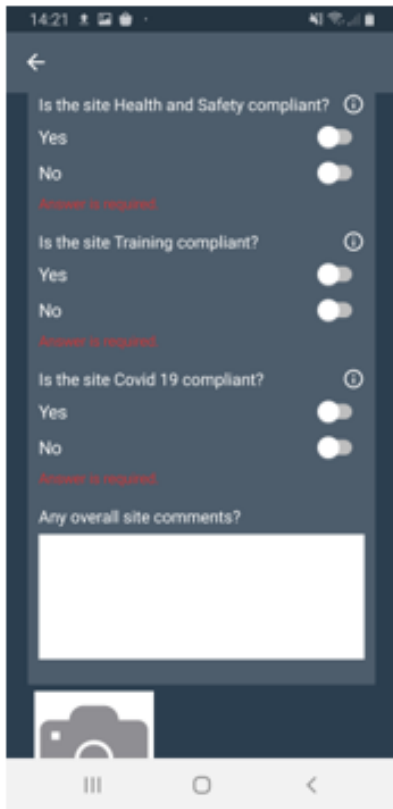 14:21
Is the site Health and Safety compliant?
Yes
No
Answer is required.
Is the site Training compliant?
Yes
No
Answer is required.
Is the site Covid 19 compliant?
Yes
No
Answer is required.
Any overall site comments?